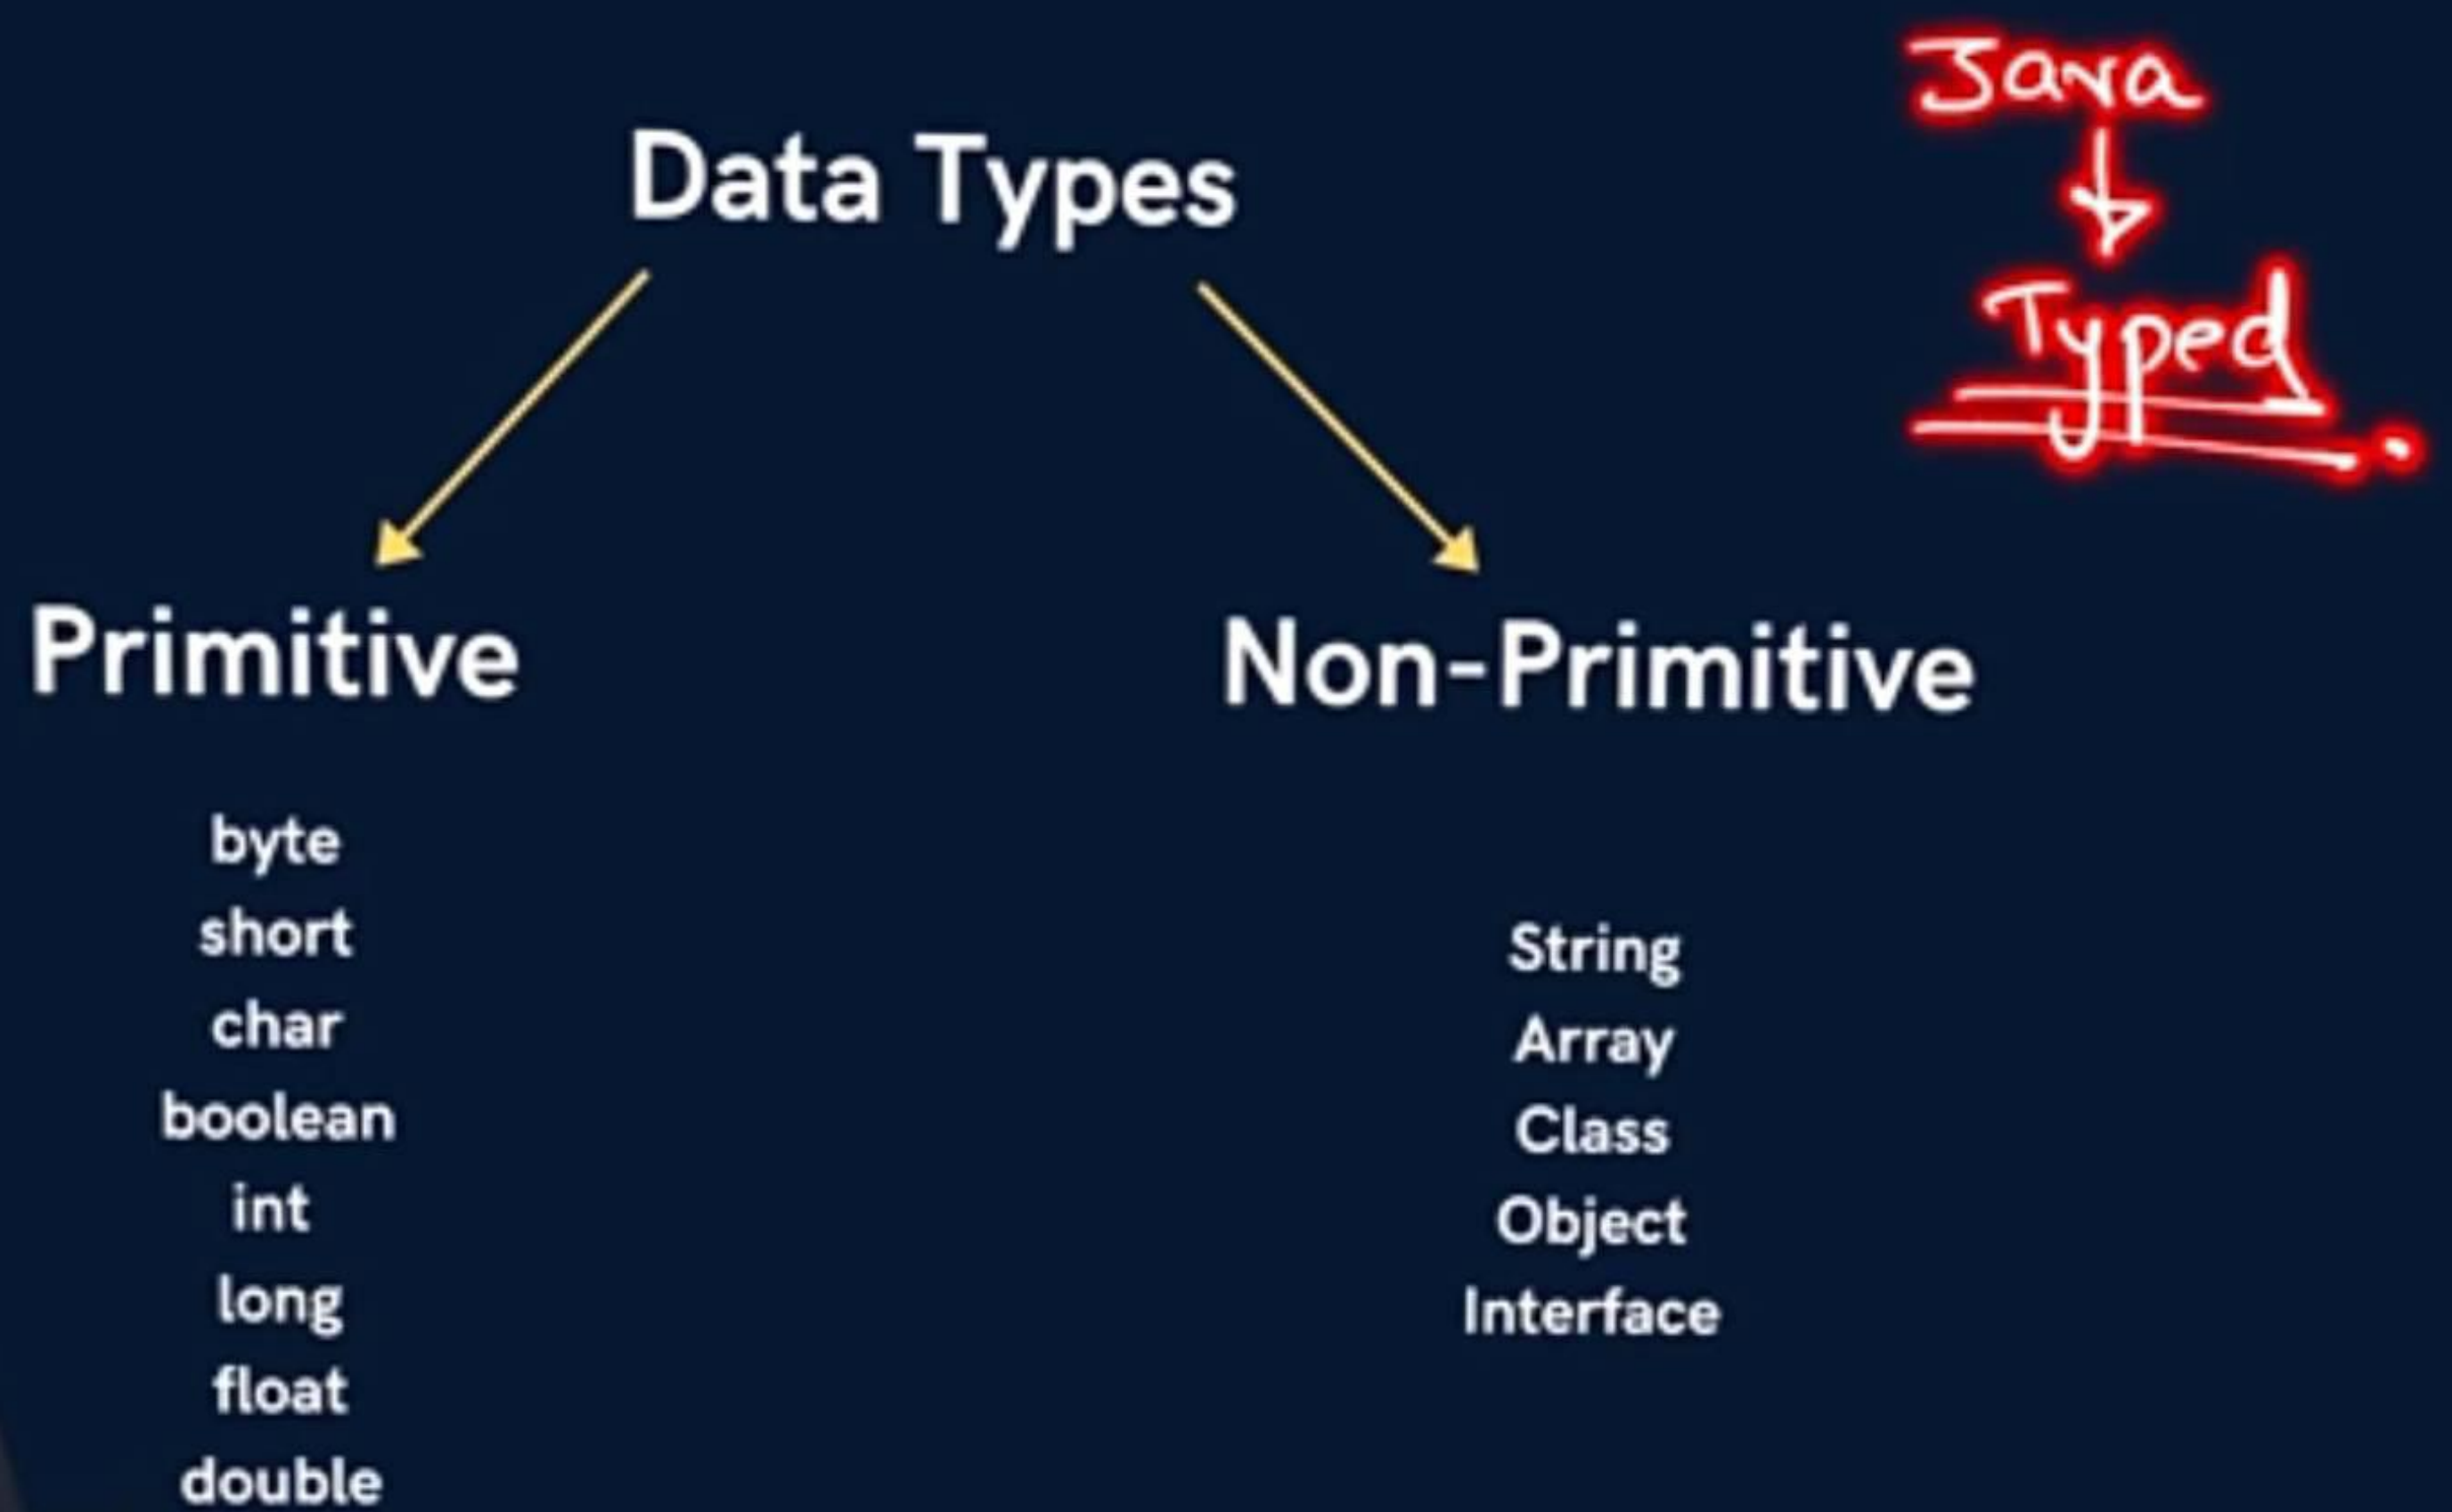 Data Types
Java
Typed
Primitive
byte
short
char
boolean
int
long
float
double
Non-Primitive
String
Array
Class
Object
Interface